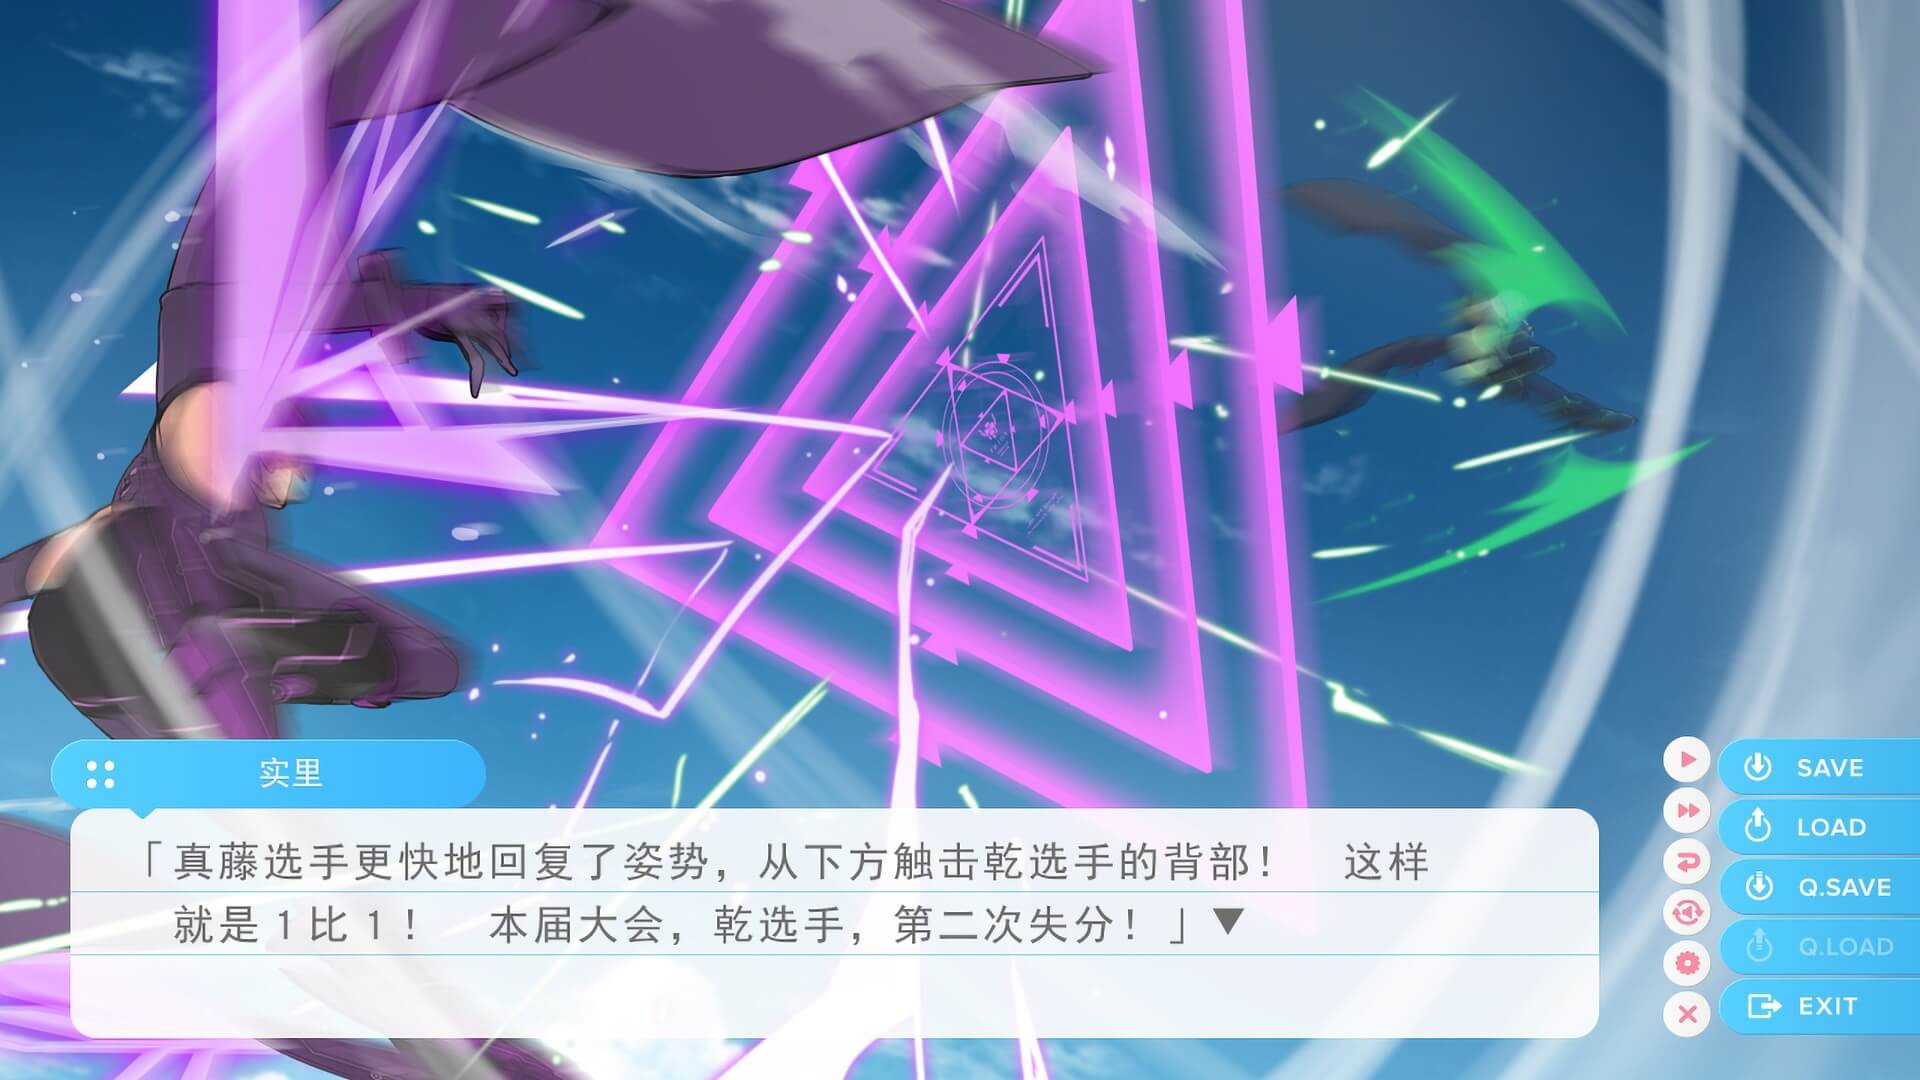 实里
「真藤选手更快地回复了姿势，从下方触击乾选手的背部！　这样
就是１比１！　本届大会，乾选手，第二次失分！」▼
SAVE
LOAD
Q.SAVE
Q.LOAD
EXIT